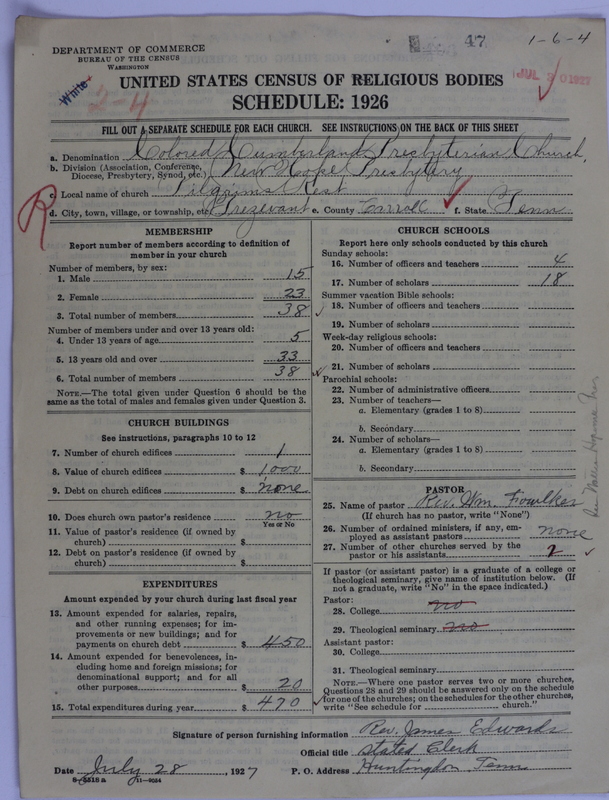 47
1-6-4
DEPARTMENT OF COMMERCE
BUREAU OF THE CENSUS
WASHINGTON
JUL 30 1927
White
2-4
UNITED STATES CENSUS OF RELIGIOUS BODIES
SCHEDULE: 1926
FILL OUT A SEPARATE SCHEDULE FOR EACH CHURCH. SEE INSTRUCTIONS ON THE BACK OF THIS SHEET
a. Denomination Colored Cumberland Presbyterian Church,
b. Division (Association, Conference, Diocese, Presbytery, Synod, etc.) New Hope Presbytery
c. Local name of church Pilgrims Rest
R
d. City, town, village, or township, etc. Trezevant e. County Carroll f. State Tenn
MEMBERSHIP
Report number of members according to definition of
member in your church
Number of members, by sex:
1. Male 15
2. Female 23
3. Total number of members 38
Number of members under and over 13 years old:
4. Under 13 years of age 5
5. 13 years old and over 33
6. Total number of members 38
NOTE.—The total given under Question 6 should be
same as the total of males and females given under Question 3.
CHURCH BUILDINGS
See instructions, paragraphs 10 to 12
7. Number of church edifices 1
8. Value of church edifices $ 1000
9. Debt on church edifices $ none
10. Does church own pastor's residence no
Yes or No
11. Value of pastor's residence (if owned by
church) $
12. Debt on pastor's residence (if owned by
church) $
EXPENDITURES
Amount expended by your church during last fiscal year
13. Amount expended for salaries, repairs,
and other running expenses; for im-
provements or new buildings; and for
payments on church debt $ 450
14. Amount expended for benevolences, in-
cluding home and foreign missions; for
denominational support; and for all
other purposes $ 20
15. Total expenditures during year $ 470
CHURCH SCHOOLS
Report here only schools conducted by this church
Sunday schools:
16. Number of officers and teachers 4
17. Number of scholars 18
Summer vacation Bible schools:
18. Number of officers and teachers
19. Number of scholars
Week-day religious schools:
20. Number of officers and teachers
21. Number of scholars
Parochial schools:
22. Number of administrative officers
23. Number of teachers—
a. Elementary (grades 1 to 8)
b. Secondary
24. Number of scholars—
a. Elementary (grades 1 to 8)
b. Secondary
PASTOR
25. Name of pastor Rev. Wm. Fowlkes
(If church has no pastor, write "None")
26. Number of ordained ministers, if any, em-
ployed as assistant pastors none
27. Number of other churches served by the
pastor or his assistants 2
If pastor (or assistant pastor) is a graduate of a college or
theological seminary, give name of institution below. (If
not a graduate, write "No" in the space indicated.)
Pastor:
28. College no
29. Theological seminary no
Assistant pastor:
30. College
31. Theological seminary
NOTE.—Where one pastor serves two or more churches,
Questions 28 and 29 should be answered only on the schedule
for one of the churches; on the schedules for the other churches,
write "See schedule for church."
Signature of person furnishing information Rev. James Edwards
Official title Stated Clerk
Date July 28, 1927 P. O. Address Huntingdon Tenn
11-9024